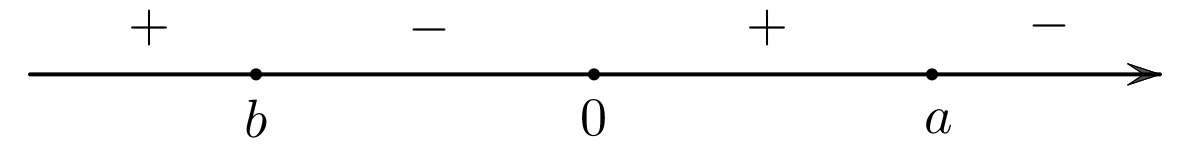 + − + −
b 0 a